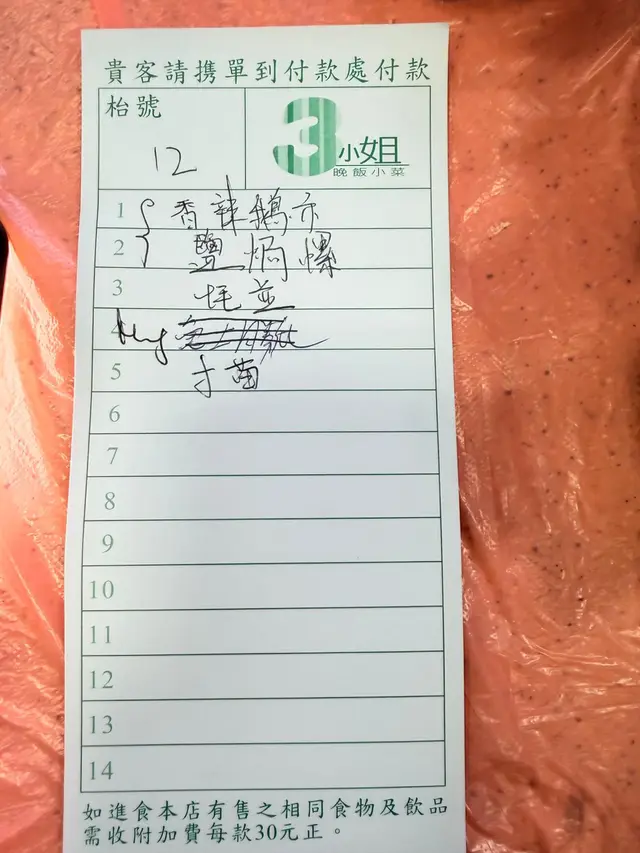 貴客請携單到付款處付款
枱號
12
3小姐
晚飯小菜
1 香辣鵝
2 鹽焗螺
3
4
5 苗
6
7
8
9
10
11
12
13
14
如進食本店有售之相同食物及飲品
需收附加費每款30元正。